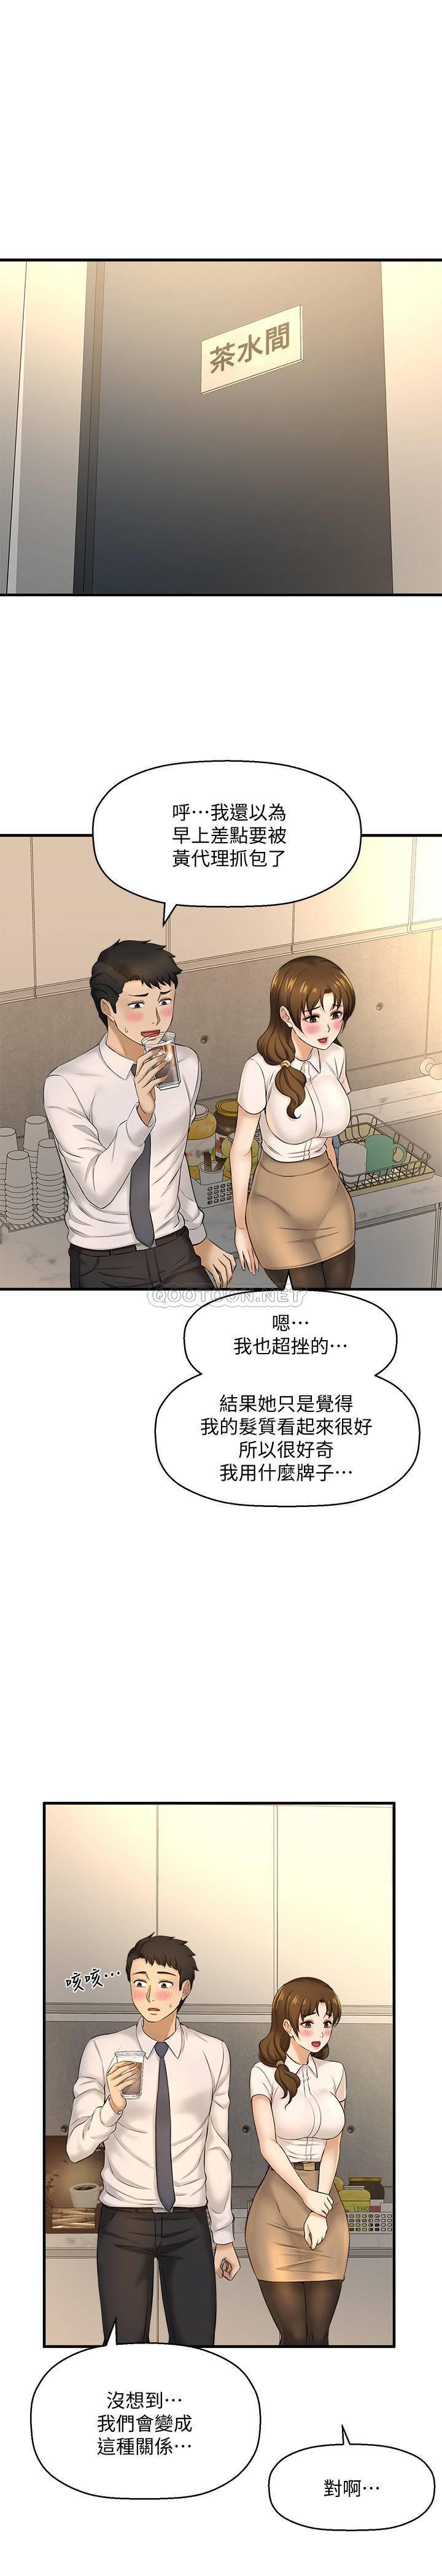 茶水間
呼⋯我還以為
早上差點要被
黃代理抓包了
QOOTOON.NET
嗯⋯
我也超挫的⋯
結果她只是覺得
我的髮質看起來很好
所以很好奇
我用什麼牌子⋯
咳咳⋯
LEMO
沒想到⋯
我們會變成
這種關係⋯
對啊⋯